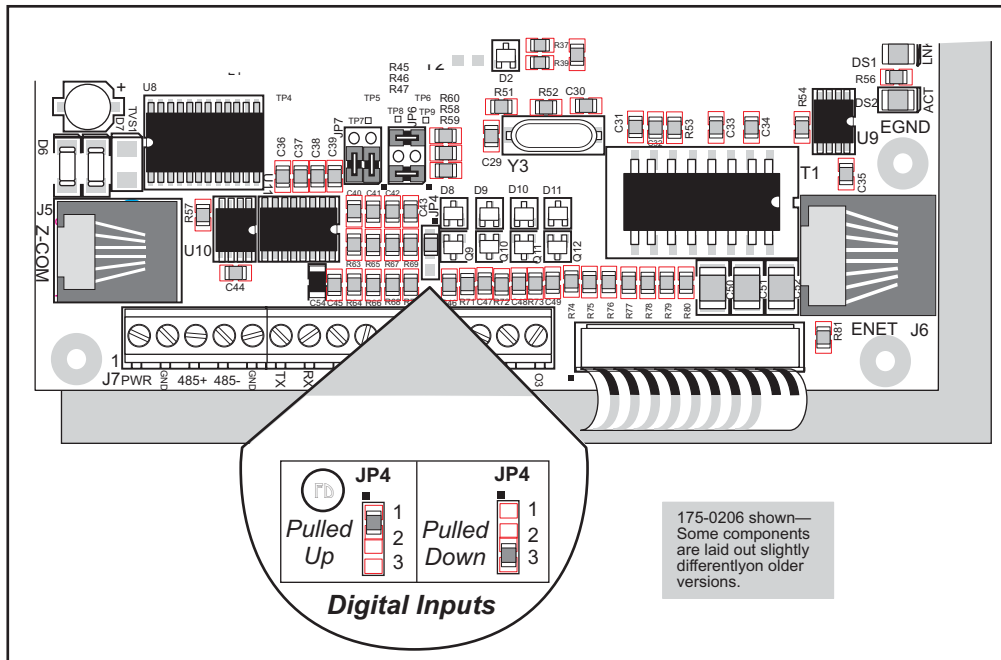 R45
R46
R47
D2
R37
R39
DS1
LNK
R56
DS2
ACT
U8
TVS1
D7
+
TP4
TP5
TP6
TP8
TP9
JP6
R60
R58
R59
R51
R52
C30
R54
U9
EGND
D6
C36
C37
C38
C39
JP7
TP7
C29
Y3
C31
R53
C33
C34
T1
C35
J5
Z-COM
R57
U11
U10
C44
C40
C41
C42
C43
JP4
D8
D9
D10
D11
Q9
Q10
Q11
Q12
R63
R65
R67
R69
C54
C45
R64
R66
R68
R71
C47
R72
C48
R73
C49
R74
R75
R76
R77
R78
R79
R80
C50
C51
ENET
J6
R81
1
J7
PWR
GND
485+
485-
GND
TX
RX
O3
JP4
Pulled
Up
1
2
3
JP4
Pulled
Down
1
2
3
Digital Inputs
175-0206 shown—
Some components
are laid out slightly
differentlyon older
versions.